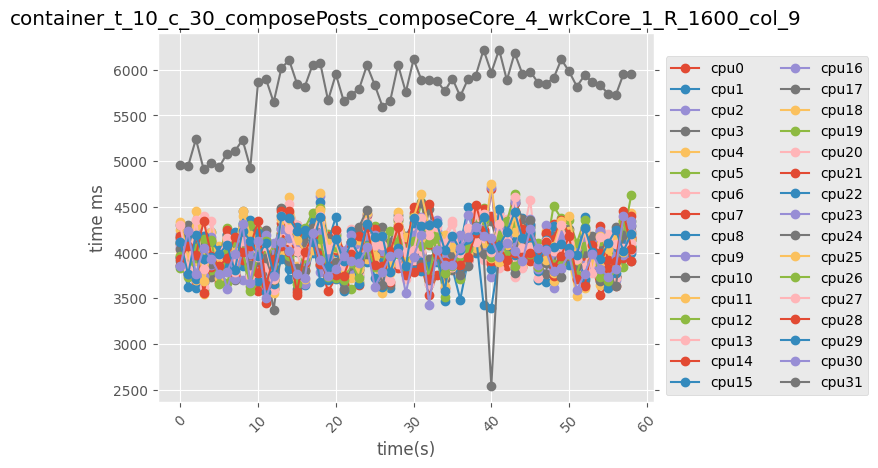 container_t_10_c_30_composePosts_composeCore_4_wrkCore_1_R_1600_col_9
time ms
6000
5500
5000
4500
4000
3500
3000
2500
0
10
20
30
40
50
60
time(s)
cpu0
cpu1
cpu2
cpu3
cpu4
cpu5
cpu6
cpu7
cpu8
cpu9
cpu10
cpu11
cpu12
cpu13
cpu14
cpu15
cpu16
cpu17
cpu18
cpu19
cpu20
cpu21
cpu22
cpu23
cpu24
cpu25
cpu26
cpu27
cpu28
cpu29
cpu30
cpu31